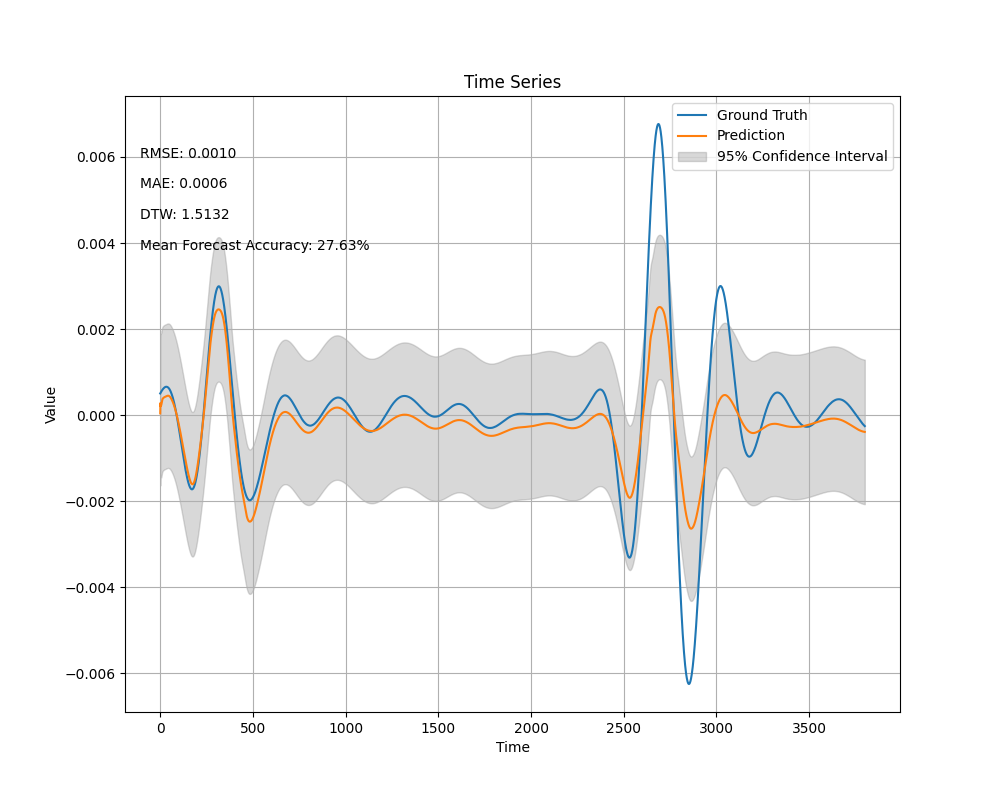 Time Series
Ground Truth
Prediction
95% Confidence Interval
RMSE: 0.0010
MAE: 0.0006
DTW: 1.5132
Mean Forecast Accuracy: 27.63%
Value
0.006
0.004
0.002
0.000
−0.002
−0.004
−0.006
0 500 1000 1500 2000 2500 3000 3500
Time